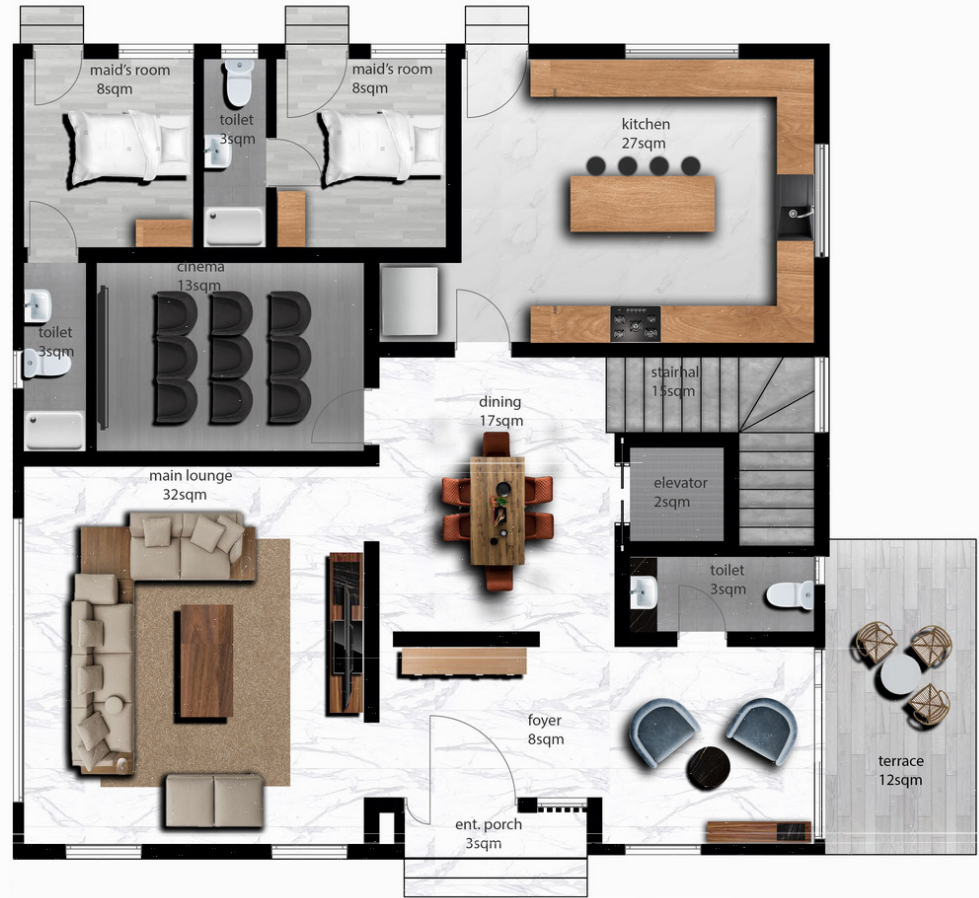 maid's room
8sqm
maid's room
8sqm
toilet
3sqm
kitchen
27sqm
cinema
13sqm
toilet
3sqm
stairhal
15sqm
dining
17sqm
main lounge
32sqm
elevator
2sqm
toilet
3sqm
foyer
8sqm
terrace
12sqm
ent. porch
3sqm